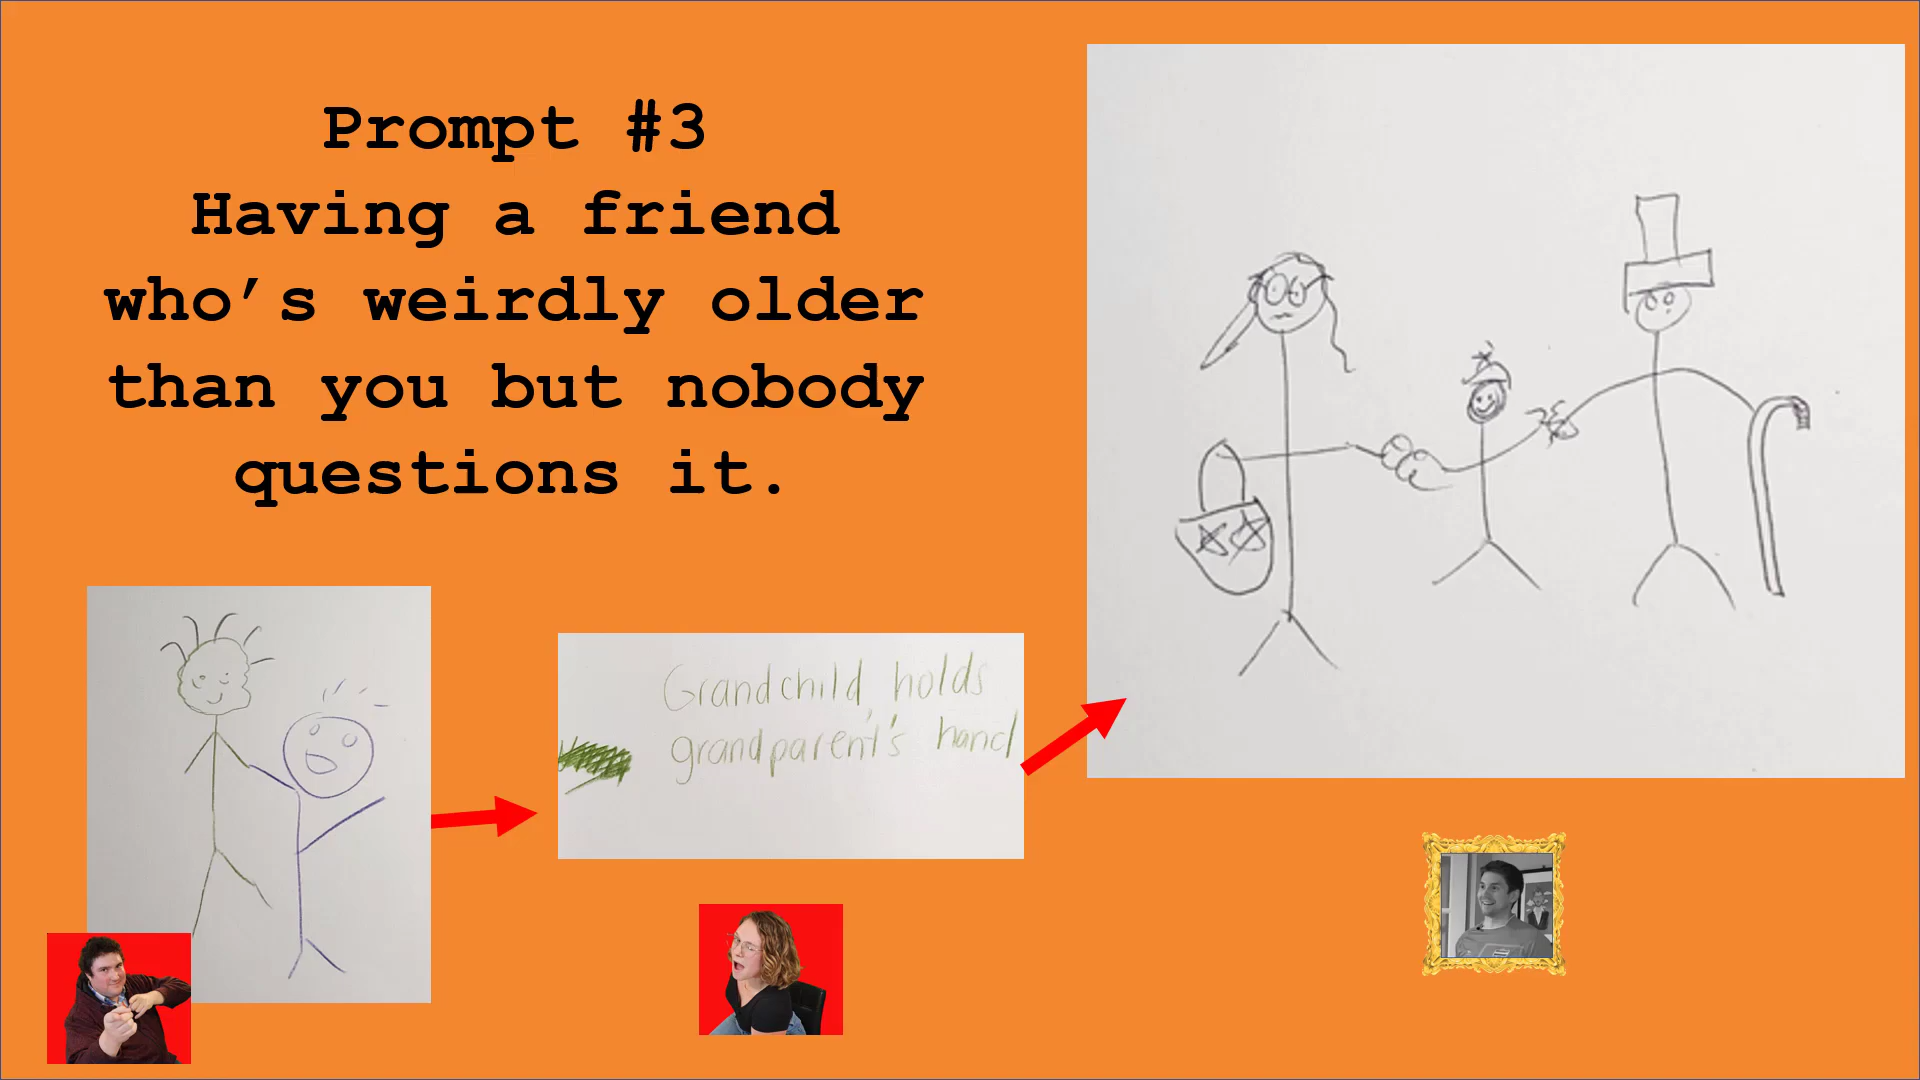 Prompt #3
Having a friend
who's weirdly older
than you but nobody
questions it.
Grandchild holds
grandparent's hand